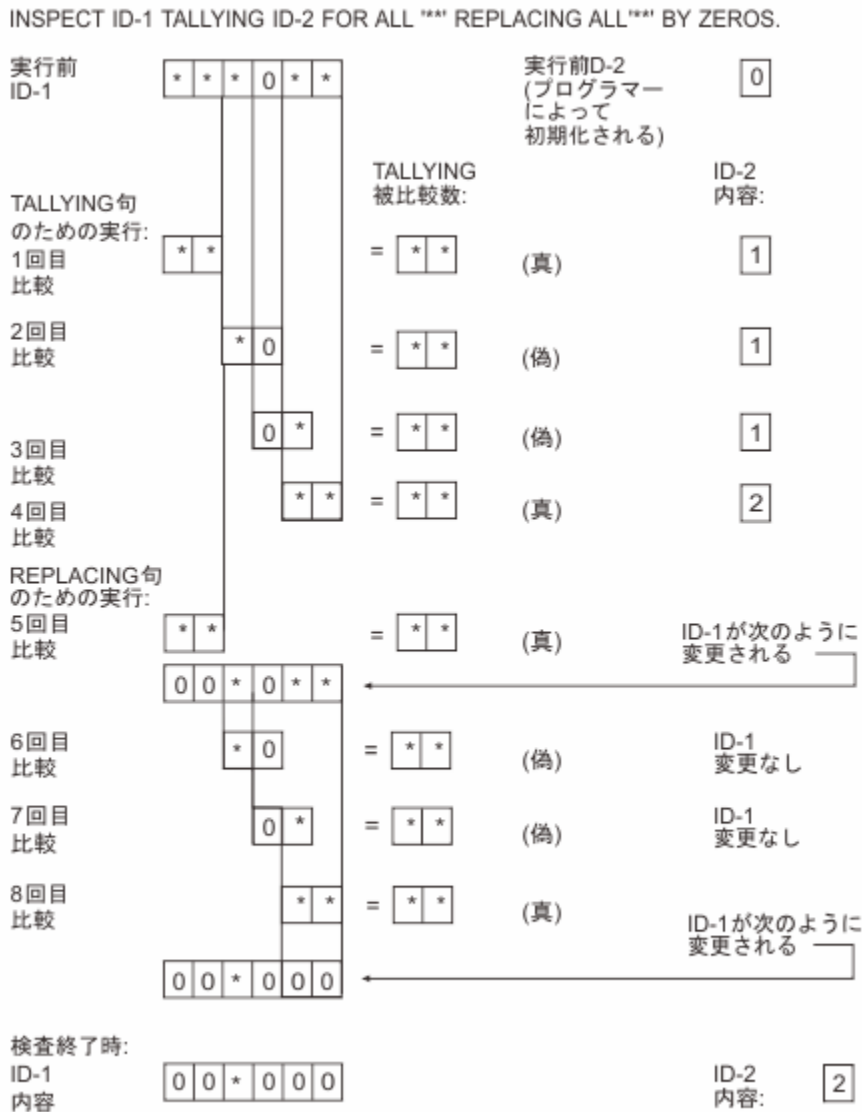 INSPECT ID-1 TALLYING ID-2 FOR ALL '**' REPLACING ALL'**' BY ZEROS.
実行前
ID-1
* * * 0 * *
実行前D-2
(プログラマー
によって
初期化される)
0
TALLYING句
のための実行:
TALLYING
被比較数:
ID-2
内容:
1回目
比較
* * = * * (真) 1
2回目
比較
* 0 = * * (偽) 1
3回目
比較
0 * = * * (偽) 1
4回目
比較
* * = * * (真) 2
REPLACING句
のための実行:
5回目
比較
* * = * * (真)
ID-1が次のように
変更される
0 0 * 0 * *
6回目
比較
* 0 = * * (偽)
ID-1
変更なし
7回目
比較
0 * = * * (偽)
ID-1
変更なし
8回目
比較
* * = * * (真)
ID-1が次のように
変更される
0 0 * 0 0 0
検査終了時:
ID-1
内容
0 0 * 0 0 0
ID-2
内容:
2